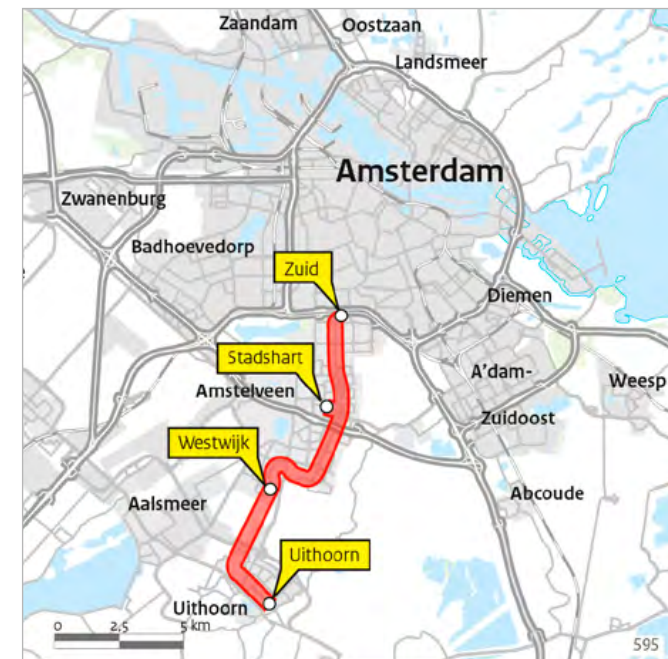 Zaandam
Oostzaan
Landsmeer
Amsterdam
Zwanenburg
Badhoevedorp
Zuid
Diemen
Stadshart
A'dam-
Zuidoost
Weesp
Amstelveen
Westwijk
Abcoude
Aalsmeer
Uithoorn
Uithoorn
0 2,5 5 km
595